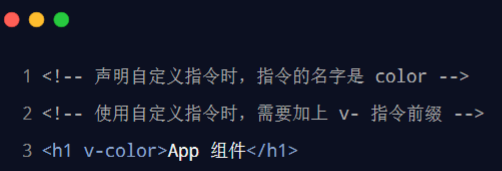 1 <!-- 声明自定义指令时，指令的名字是 color -->
2 <!-- 使用自定义指令时，需要加上 v- 指令前缀 -->
3 <h1 v-color>App 组件</h1>